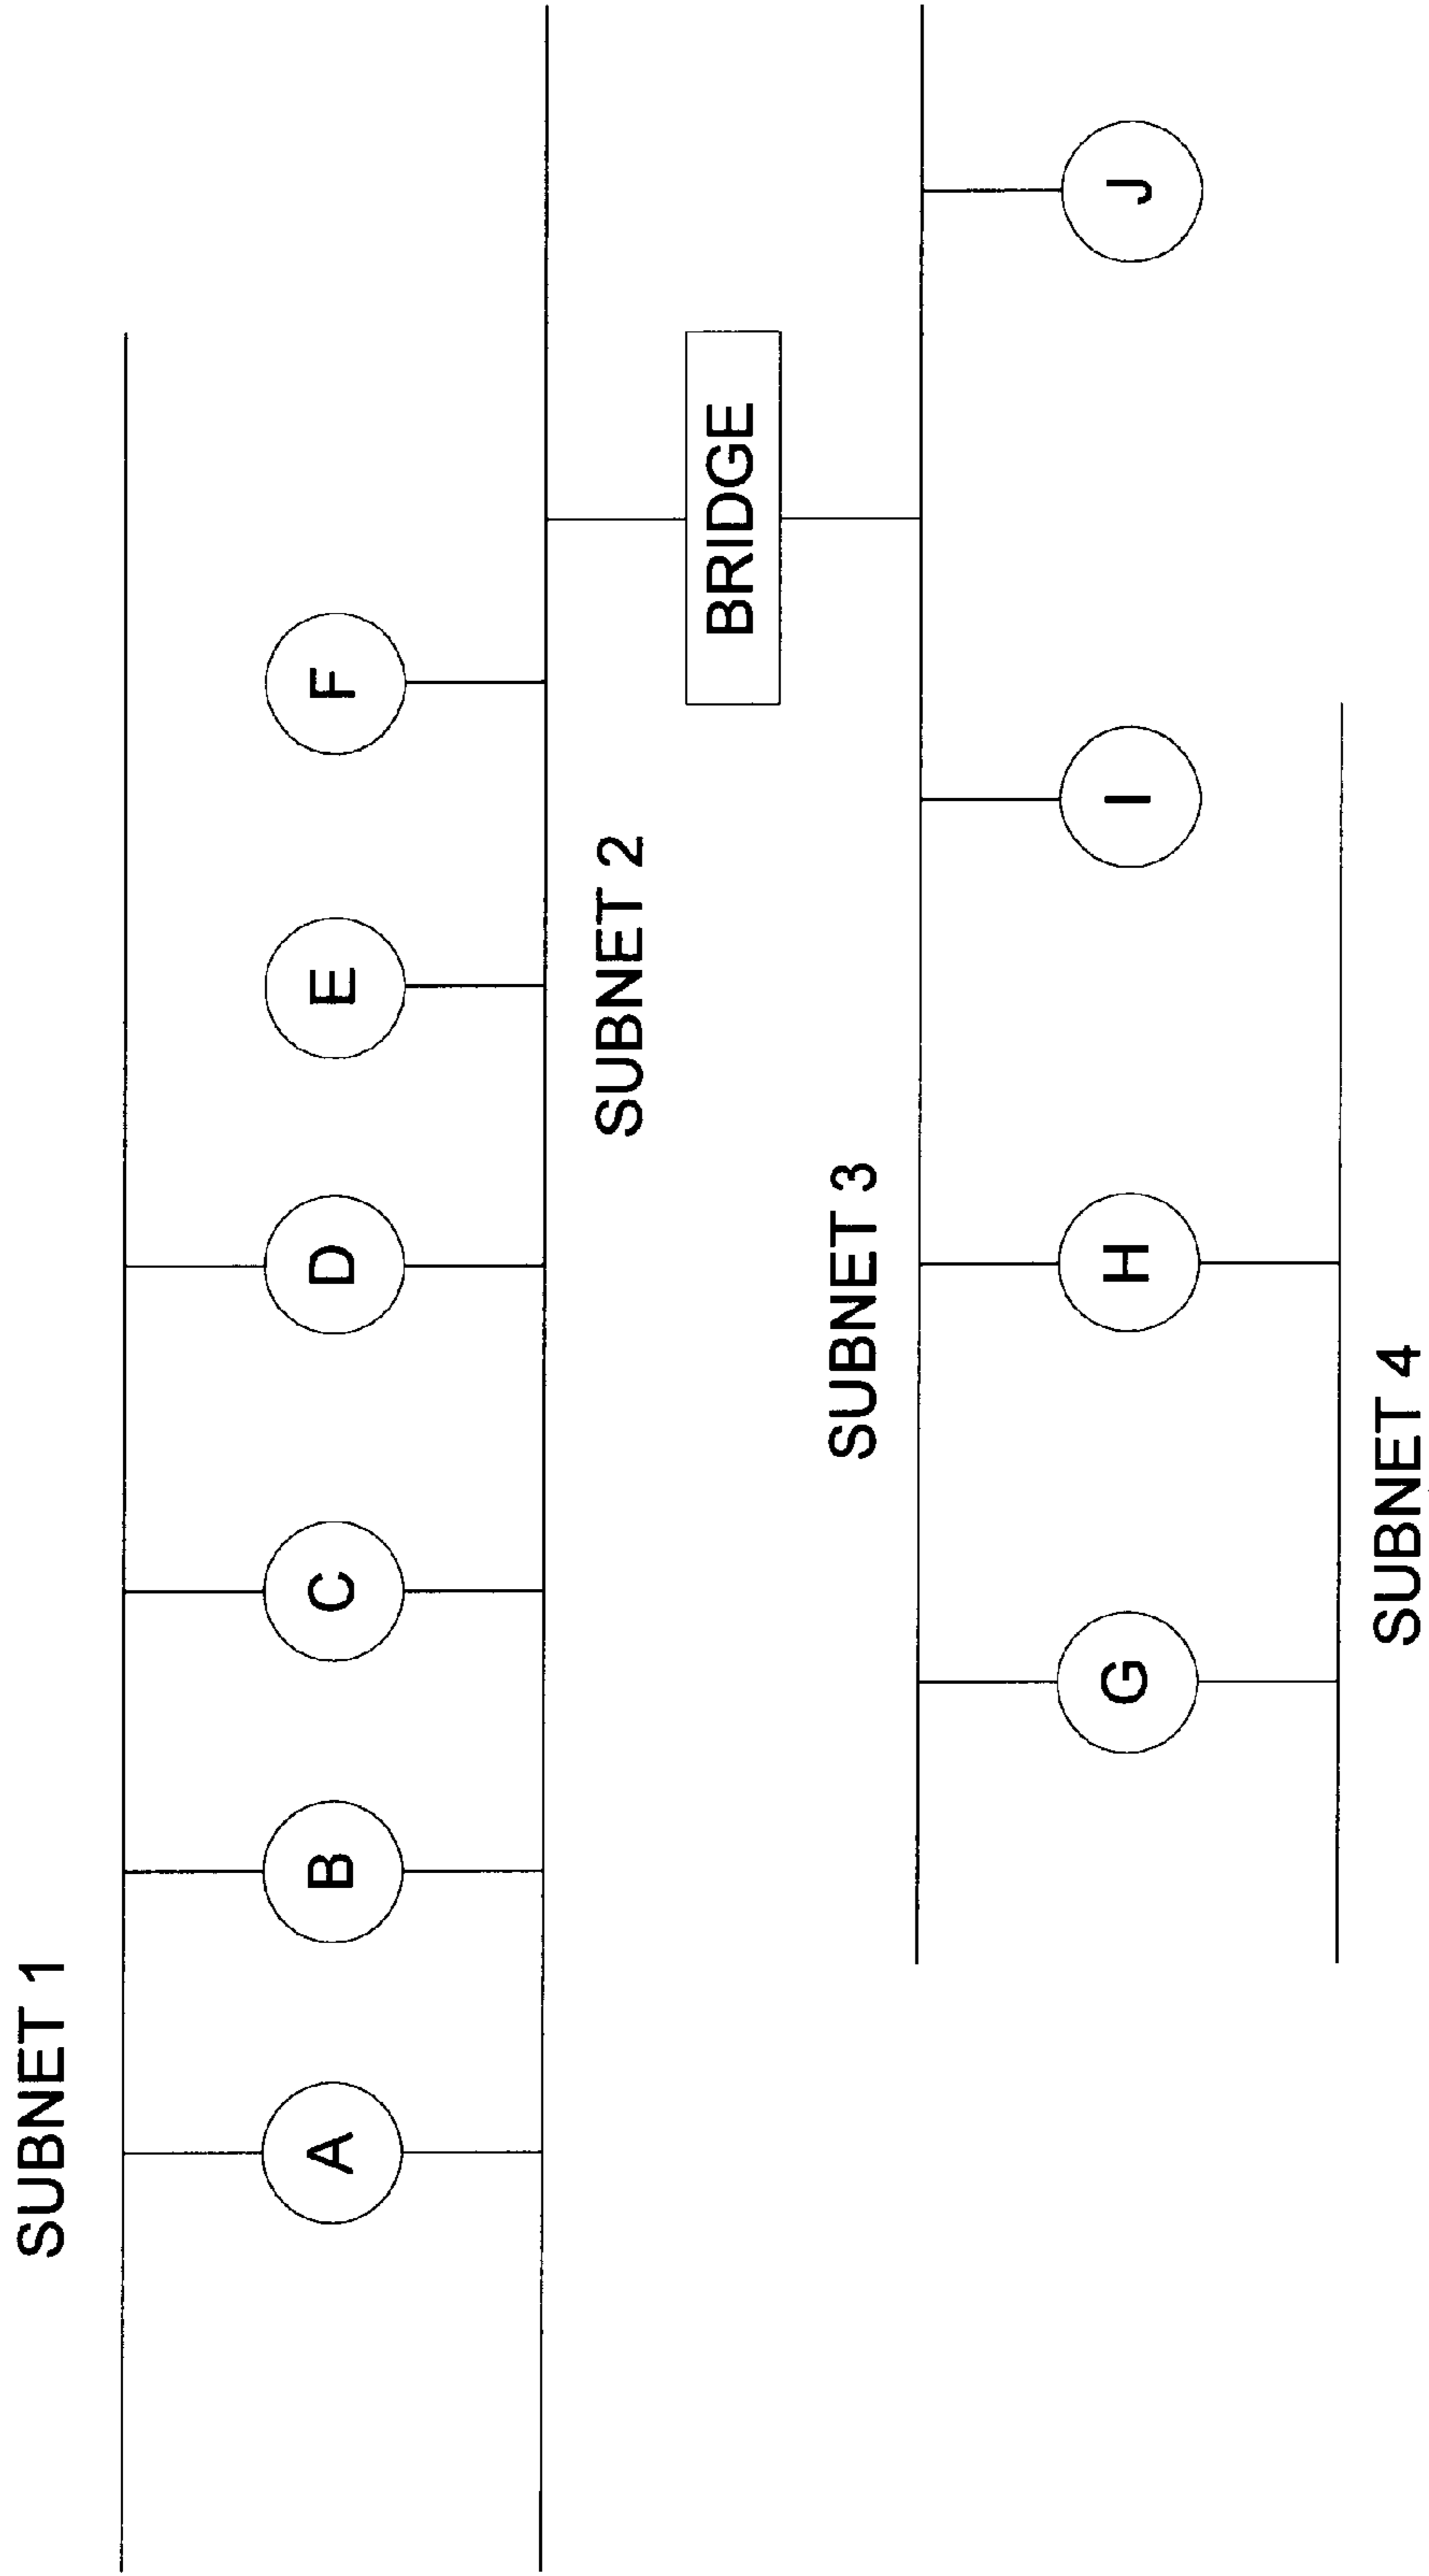 SUBNET 1
A
B
C
D
E
F
SUBNET 2
BRIDGE
SUBNET 3
G
H
I
J
SUBNET 4